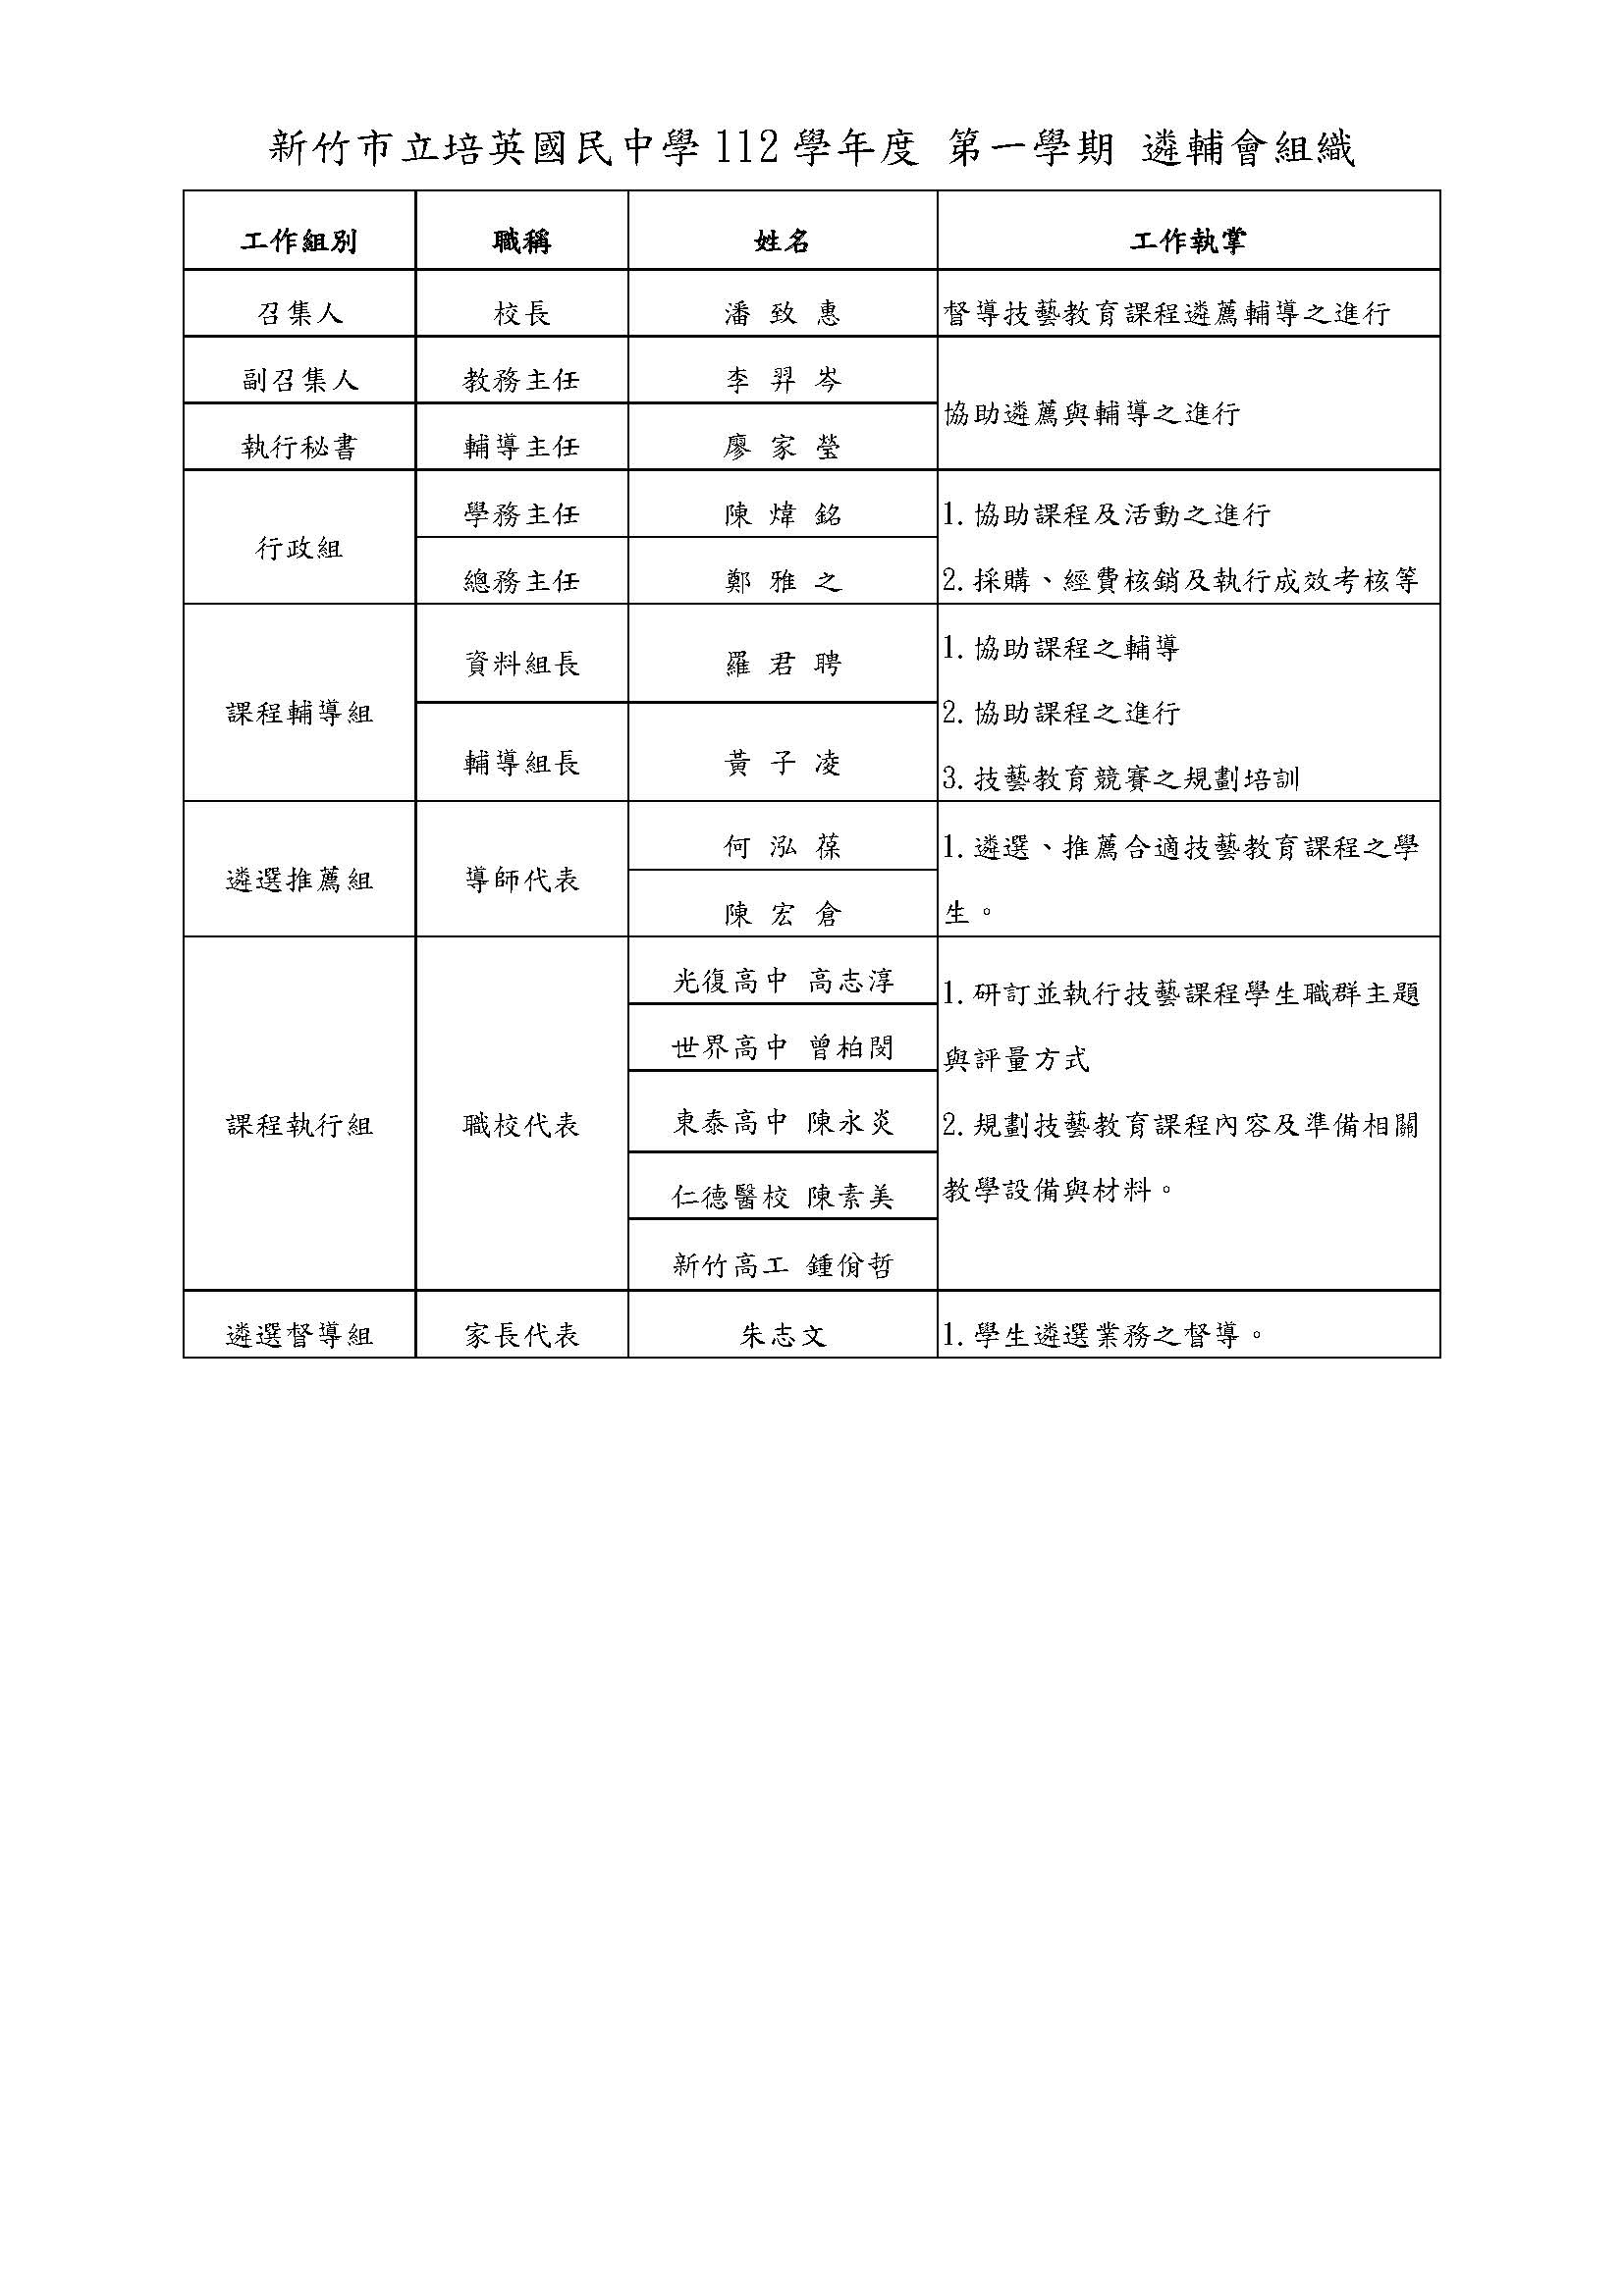 新竹市立培英國民中學 112 學年度 第一學期 遴輔會組織
工作組別 職稱 姓名 工作執掌
召集人 校長 潘 致 惠 督導技藝教育課程遴薦輔導之進行
副召集人 教務主任 李 羿 岑
協助遴薦與輔導之進行
執行秘書 輔導主任 廖 家 瑩
行政組
學務主任 陳 煒 銘 1. 協助課程及活動之進行
總務主任 鄭 雅 之 2. 採購、經費核銷及執行成效考核等
課程輔導組
資料組長 羅 君 聘
輔導組長 黃 子 凌
1. 協助課程之輔導
2. 協助課程之進行
3. 技藝教育競賽之規劃培訓
遴選推薦組 導師代表
何 泓 葆
陳 宏 倉
1. 遴選、推薦合適技藝教育課程之學
生。
課程執行組 職校代表
光復高中 高志淳
世界高中 曾柏閔
東泰高中 陳永炎
仁德醫校 陳素美
新竹高工 鍾佾哲
1. 研訂並執行技藝課程學生職群主題
與評量方式
2. 規劃技藝教育課程內容及準備相關
教學設備與材料。
遴選督導組 家長代表 朱志文 1. 學生遴選業務之督導。